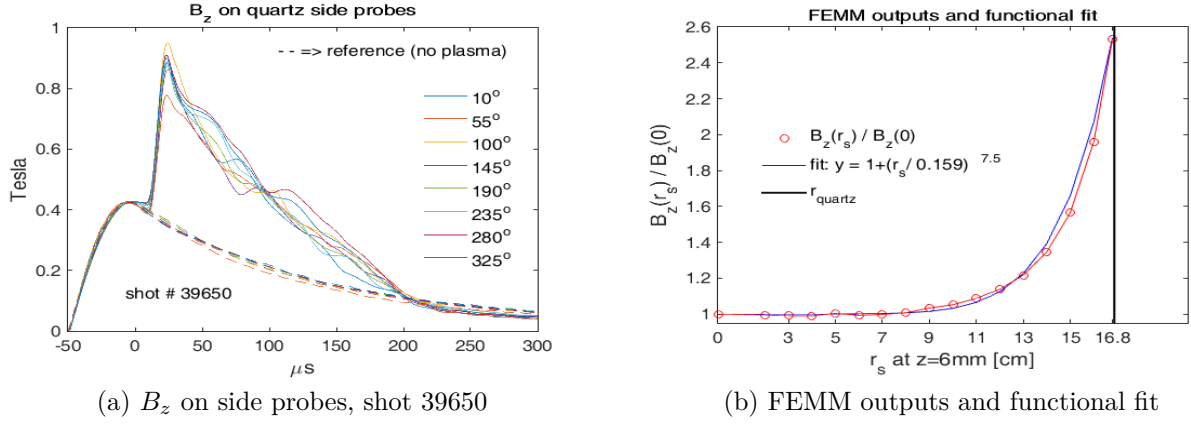 B_z on quartz side probes
1
0.8
0.6
0.4
0.2
0
Tesla
-50 0 50 100 150 200 250 300
μs
- - => reference (no plasma)
10°
55°
100°
145°
190°
235°
280°
325°
shot # 39650
(a) B_z on side probes, shot 39650
FEMM outputs and functional fit
2.6
2.4
2.2
2
1.8
1.6
1.4
1.2
1
B_z(r_s) / B_z(0)
0 3 5 7 9 11 13 15 16.8
r_s at z=6mm [cm]
B_z(r_s) / B_z(0)
fit: y = 1+(r_s/ 0.159)^7.5
r_quartz
(b) FEMM outputs and functional fit